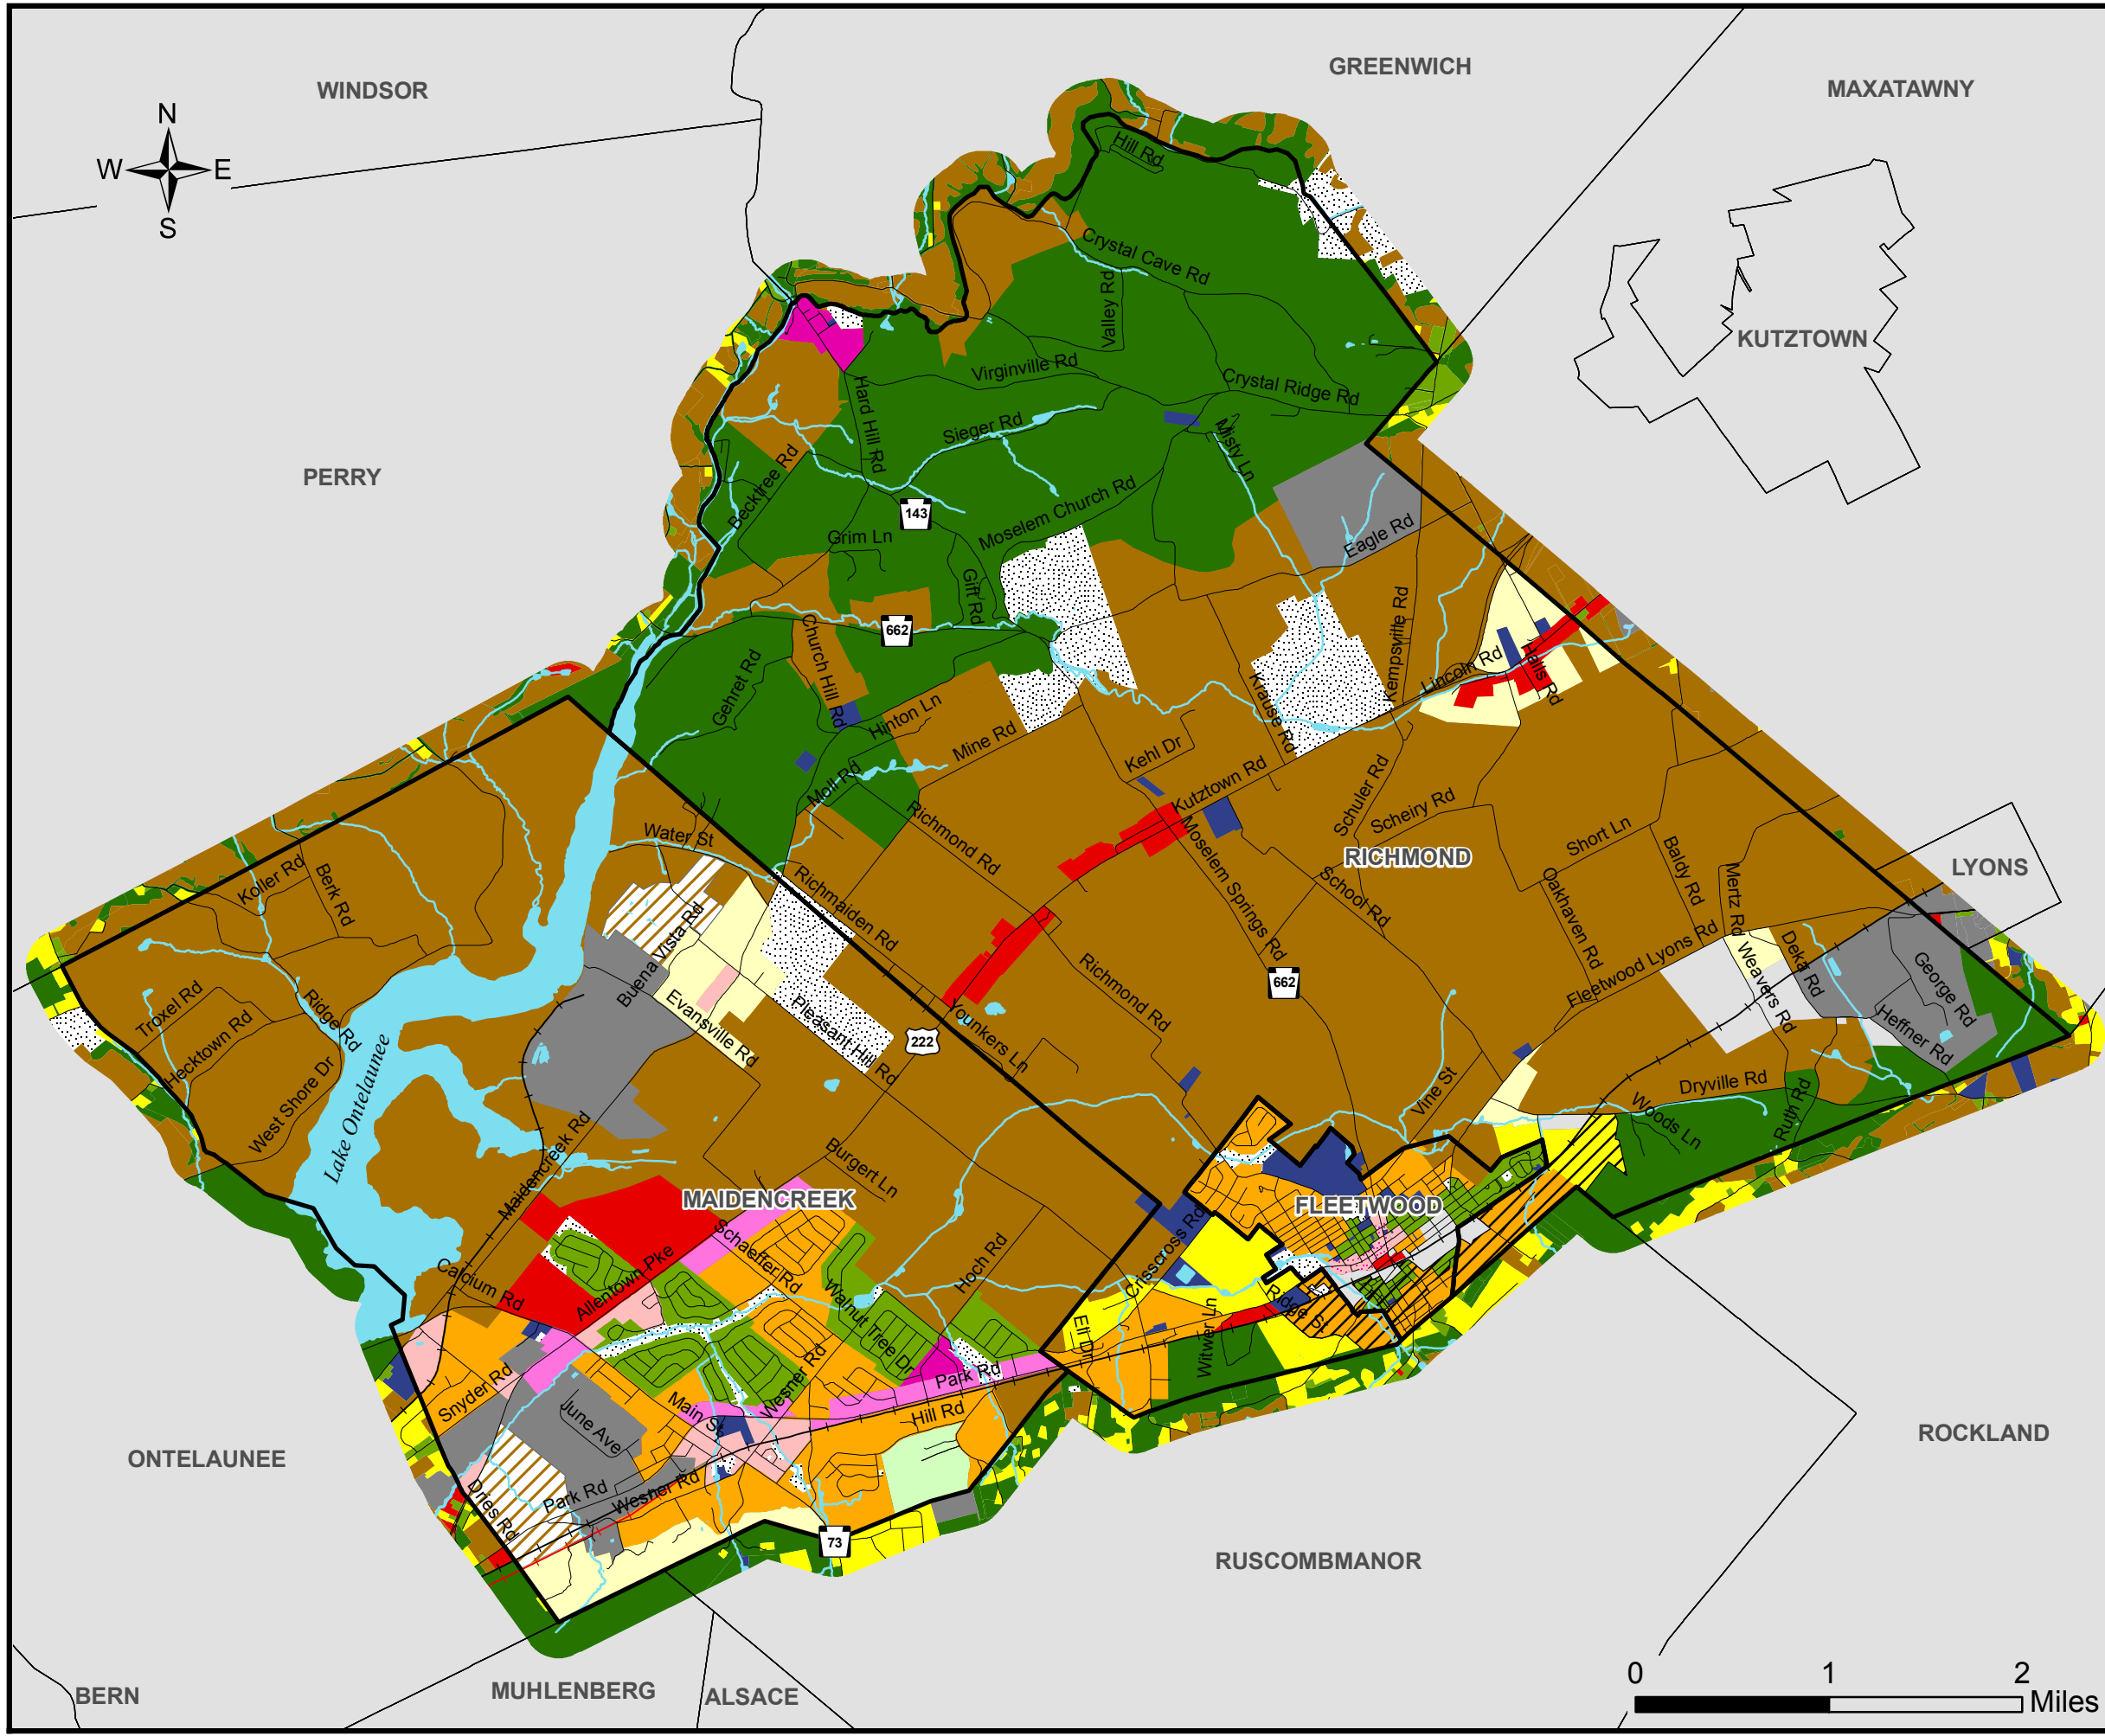 GREENWICH
WINDSOR
MAXATAWNY
N
W
E
S
Hill Rd
Crystal Cave Rd
Valley Rd
KUTZTOWN
Virginville Rd
Crystal Ridge Rd
Hard Hill Rd
Sieger Rd
Misty Ln
PERRY
Becktree Rd
Moselem Church Rd
143
Grim Ln
Eagle Rd
Gift Rd
662
Kempsville Rd
Church Hill Rd
Gehret Rd
Lincoln Rd
Halls Rd
Hinton Ln
Krause Rd
Mine Rd
Kehl Dr
Moll Rd
Kutztown Rd
Schuler Rd
Richmond Rd
Scheiry Rd
Water St
Short Ln
Moselem Springs Rd
RICHMOND
LYONS
Koller Rd
Berk Rd
Baldy Rd
Mertz Rd
School Rd
Oakhaven Rd
Richmaiden Rd
Buena Vista Rd
Fleetwood Lyons Rd
Weavers Rd
Deka Rd
George Rd
Troxel Rd
Ridge Rd
Richmond Rd
662
Evansville Rd
Pleasant Hill Rd
Younkers Ln
222
Heffner Rd
Hecktown Rd
West Shore Dr
Lake Ontelaunee
Dryville Rd
Vine St
Woods Ln
Ruth Rd
Maidencreek Rd
Burgert Ln
MAIDENCREEK
FLEETWOOD
Schaeffer Rd
Crisscross Rd
Hoch Rd
Calcium Rd
Allentown Pke
Walnut Tree Dr
Ridge St
Eli Dr
Witwer Ln
Snyder Rd
Wesner Rd
Park Rd
June Ave
Main St
Hill Rd
ROCKLAND
ONTELAUNEE
Dries Rd
Park Rd
Wesner Rd
73
RUSCOMBMANOR
BERN
MUHLENBERG
ALSACE
0
1
2
Miles